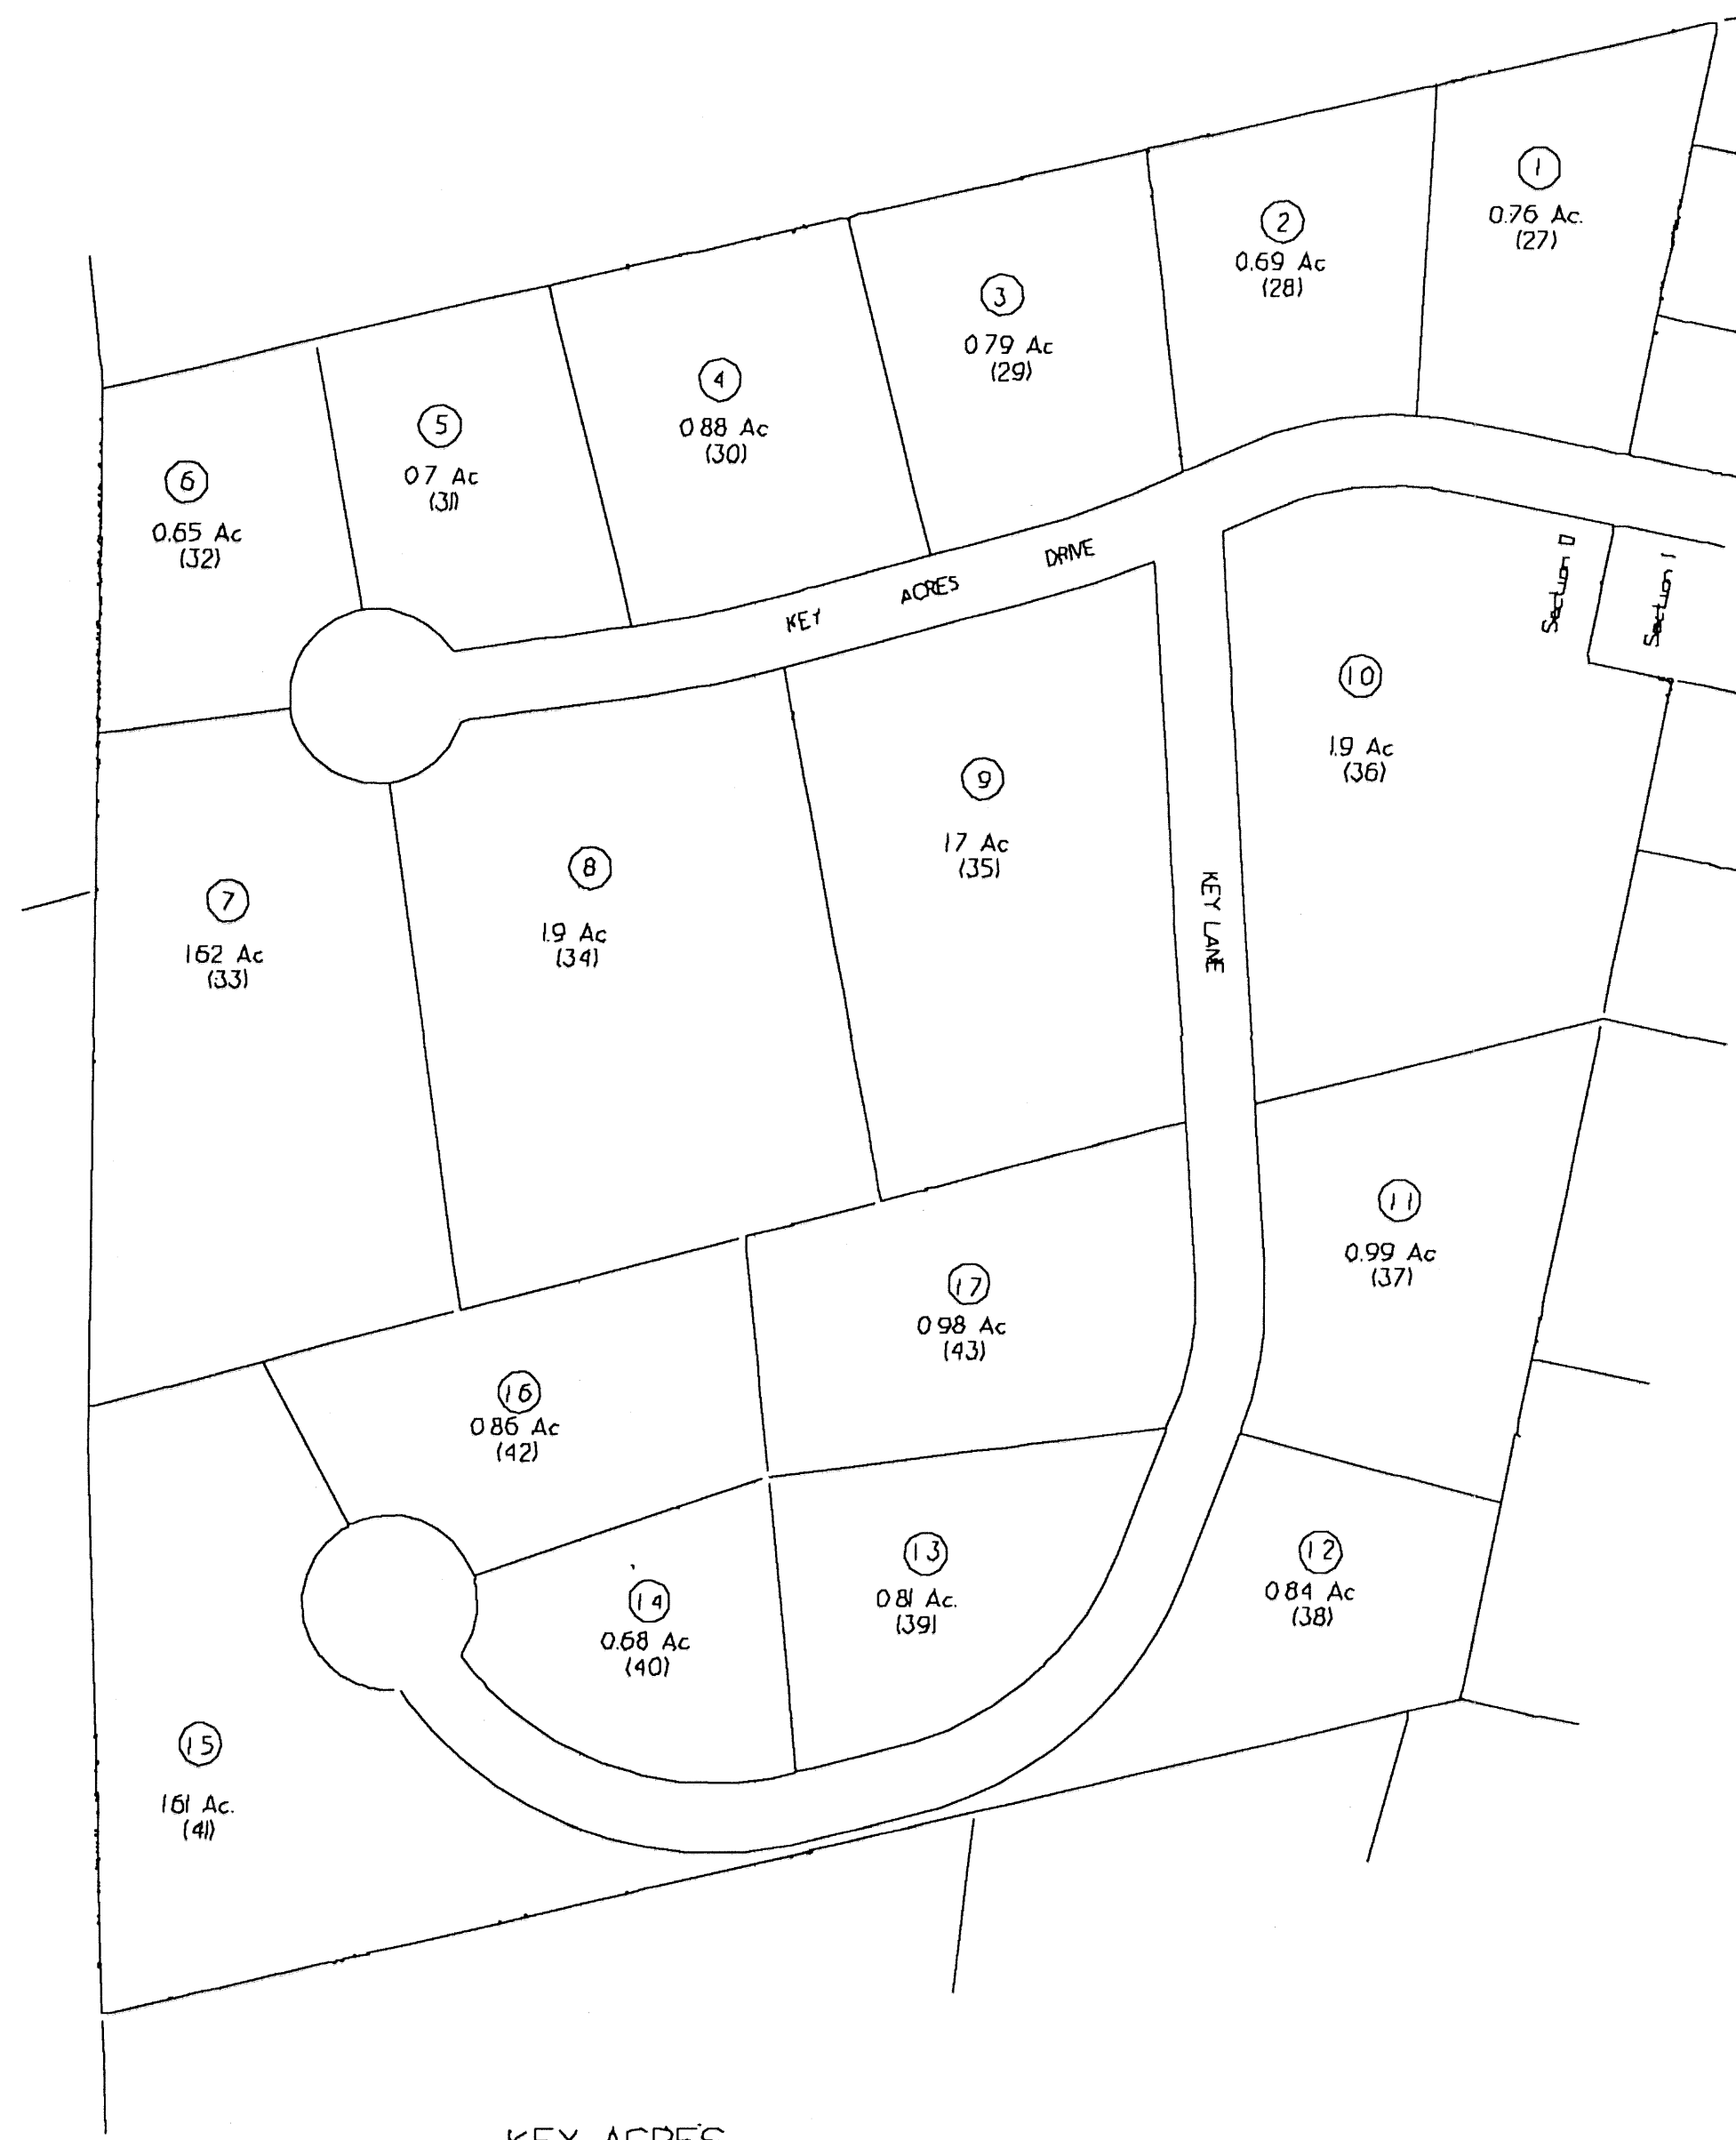 1
0.76 Ac.
(27)
2
0.69 Ac
(28)
3
0.79 Ac
(29)
4
0.88 Ac
(30)
5
0.7 Ac
(31)
6
0.65 Ac
(32)
KEY ACRES DRIVE
Section
Section 1
10
1.9 Ac
(36)
9
1.7 Ac
(35)
8
1.9 Ac
(34)
7
1.62 Ac
(33)
KEY LANE
11
0.99 Ac
(37)
17
0.98 Ac
(43)
16
0.86 Ac
(42)
12
0.84 Ac
(38)
13
0.81 Ac.
(39)
14
0.68 Ac
(40)
15
1.61 Ac.
(41)
KEY ACRES